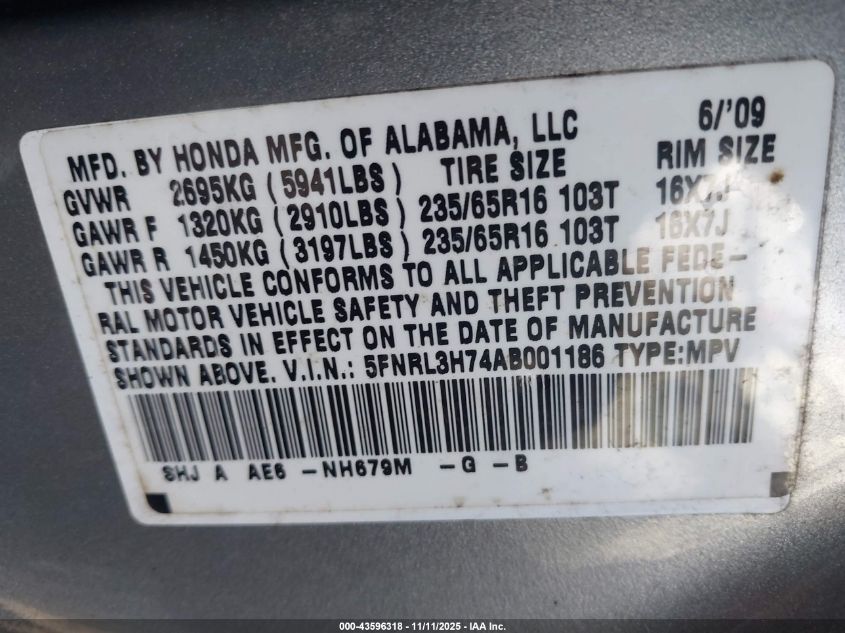 MFD. BY HONDA MFG. OF ALABAMA, LLC 6/'09
GVWR 2695KG (5941LBS) TIRE SIZE RIM SIZE
GAWR F 1320KG (2910LBS) 235/65R16 103T 16X7J
GAWR R 1450KG (3197LBS) 235/65R16 103T 16X7J
THIS VEHICLE CONFORMS TO ALL APPLICABLE FEDE-
RAL MOTOR VEHICLE SAFETY AND THEFT PREVENTION
STANDARDS IN EFFECT ON THE DATE OF MANUFACTURE
SHOWN ABOVE. V.I.N.: 5FNRL3H74AB001186 TYPE:MPV
SHJ A AE6 -NH679M -G -B
000-43596318 - 11/11/2025 - IAA Inc.